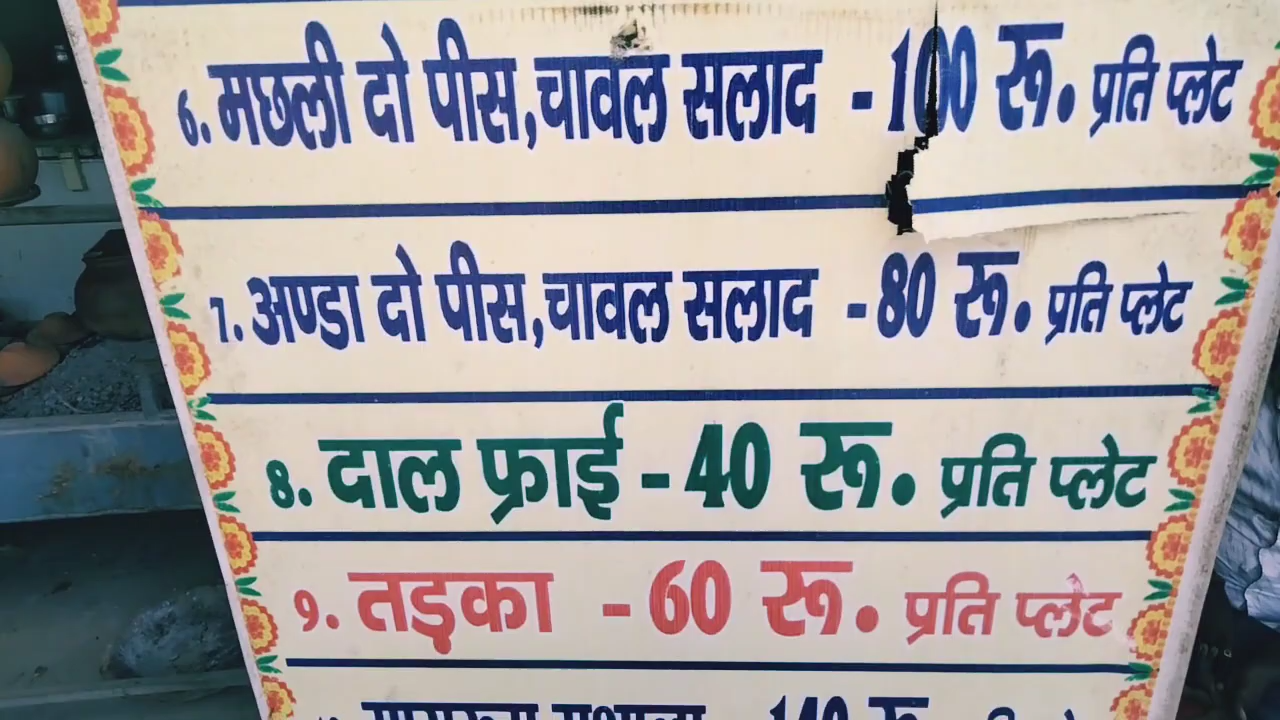 6. मछली दो पीस,चावल सलाद - 100 रू. प्रति प्लेट
7. अण्डा दो पीस,चावल सलाद - 80 रू. प्रति प्लेट
8. दाल फ्राई - 40 रू. प्रति प्लेट
9. तड़का - 60 रू. प्रति प्लेट
140 रू.